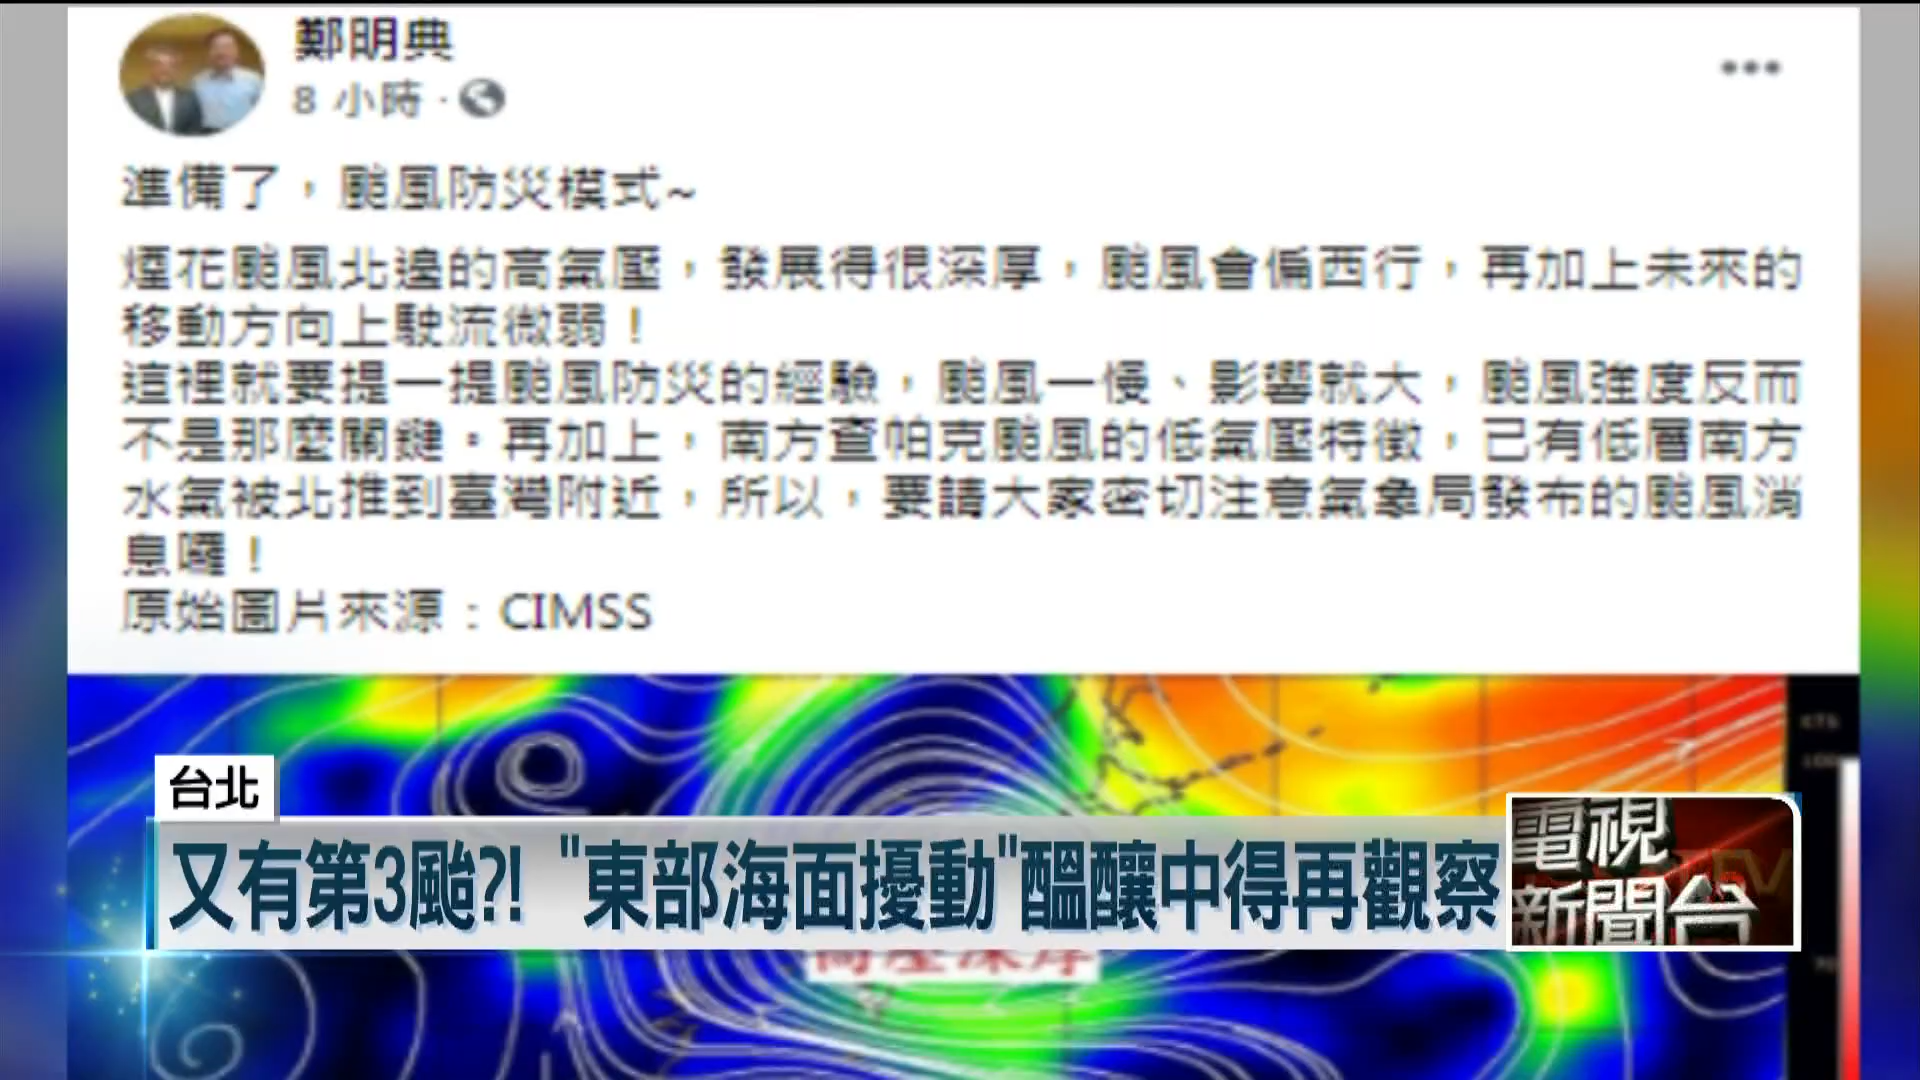 鄭明典
8 小時 ·
準備了，颱風防災模式~
煙花颱風北邊的高氣壓，發展得很深厚，颱風會偏西行，再加上未來的
移動方向上駛流微弱！
這裡就要提一提颱風防災的經驗，颱風一慢、影響就大，颱風強度反而
不是那麼關鍵。再加上，南方查帕克颱風的低氣壓特徵，已有低層南方
水氣被北推到臺灣附近，所以，要請大家密切注意氣象局發布的颱風消
息囉！
原始圖片來源：CIMSS
KTS
台北
又有第3颱?! "東部海面擾動"醞釀中得再觀察
電視
新聞台
高壓深厚